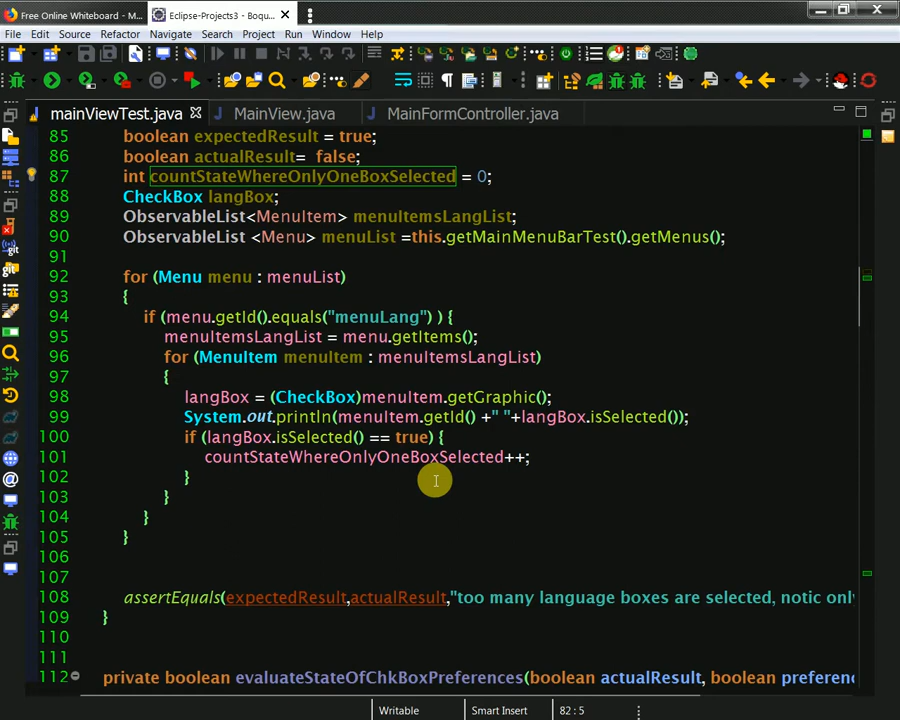 Free Online Whiteboard - M...
Eclipse-Projects3 - Boqu...
File Edit Source Refactor Navigate Search Project Run Window Help
mainViewTest.java MainView.java MainFormController.java
85 boolean expectedResult = true;
86 boolean actualResult= false;
87 int countStateWhereOnlyOneBoxSelected = 0;
88 CheckBox langBox;
89 ObservableList<MenuItem> menuItemsLangList;
90 ObservableList <Menu> menuList =this.getMainMenuBarTest().getMenus();
91
92 for (Menu menu : menuList)
93 {
94 if (menu.getId().equals("menuLang") ) {
95 menuItemsLangList = menu.getItems();
96 for (MenuItem menuItem : menuItemsLangList)
97 {
98 langBox = (CheckBox)menuItem.getGraphic();
99 System.out.println(menuItem.getId() +" "+langBox.isSelected());
100 if (langBox.isSelected() == true) {
101 countStateWhereOnlyOneBoxSelected++;
102 }
103 }
104 }
105 }
106
107
108 assertEquals(expectedResult,actualResult,"too many language boxes are selected, notic onl
109 }
110
111
112 private boolean evaluateStateOfChkBoxPreferences(boolean actualResult, boolean preferenc
Writable Smart Insert 82 : 5